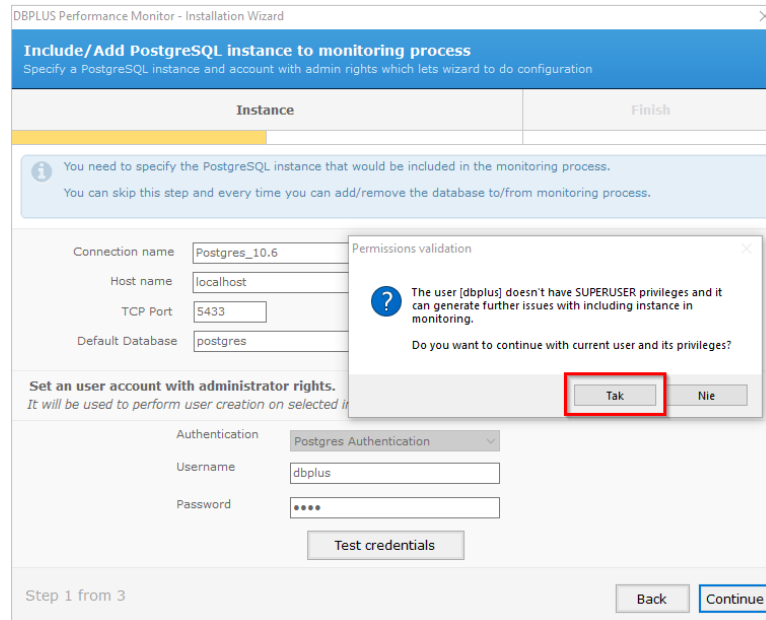 DBPLUS Performance Monitor - Installation Wizard
Include/Add PostgreSQL instance to monitoring process
Specify a PostgreSQL instance and account with admin rights which lets wizard to do configuration
Instance
Finish
You need to specify the PostgreSQL instance that would be included in the monitoring process.
You can skip this step and every time you can add/remove the database to/from monitoring process.
Connection name Postgres_10.6
Host name localhost
TCP Port 5433
Default Database postgres
Permissions validation
The user [dbplus] doesn't have SUPERUSER privileges and it
can generate further issues with including instance in
monitoring.
Do you want to continue with current user and its privileges?
Tak
Nie
Set an user account with administrator rights.
It will be used to perform user creation on selected
Authentication Postgres Authentication
Username dbplus
Password ••••
Test credentials
Step 1 from 3
Back
Continue